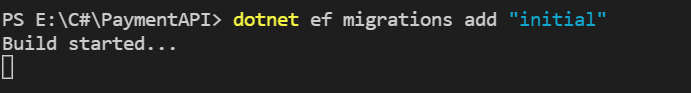 PS E:\C#\PaymentAPI> dotnet ef migrations add "initial"
Build started...